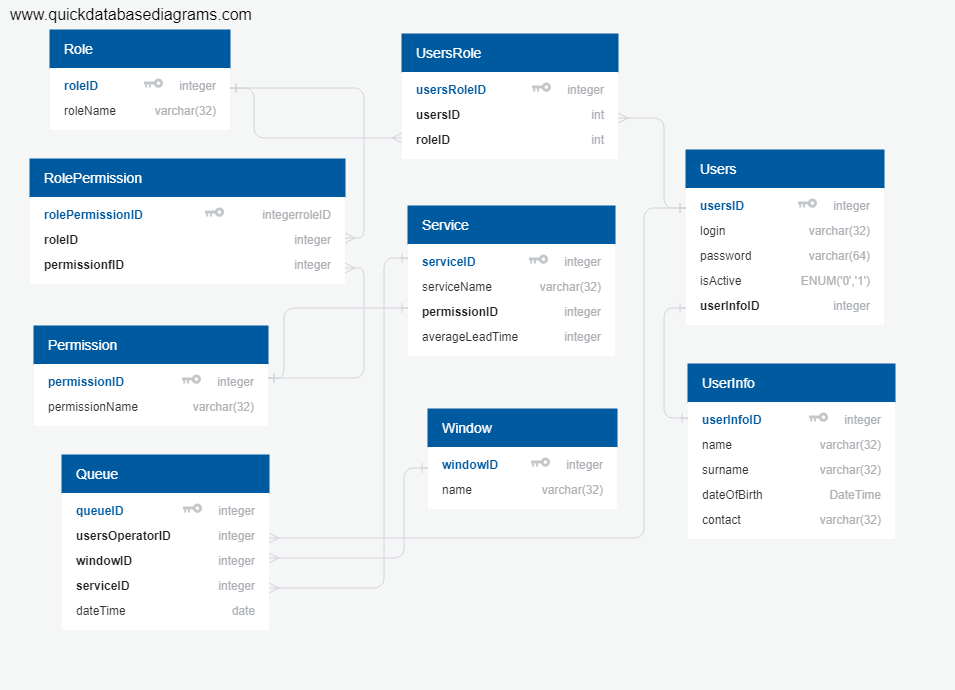 www.quickdatabasediagrams.com
Role
roleID integer
roleName varchar(32)
UsersRole
usersRoleID integer
usersID int
roleID int
RolePermission
rolePermissionID integerroleID
roleID integer
permissionfID integer
Users
usersID integer
login varchar(32)
password varchar(64)
isActive ENUM('0','1')
userInfoID integer
Service
serviceID integer
serviceName varchar(32)
permissionID integer
averageLeadTime integer
Permission
permissionID integer
permissionName varchar(32)
UserInfo
userInfoID integer
name varchar(32)
surname varchar(32)
dateOfBirth DateTime
contact varchar(32)
Window
windowID integer
name varchar(32)
Queue
queueID integer
usersOperatorID integer
windowID integer
serviceID integer
dateTime date